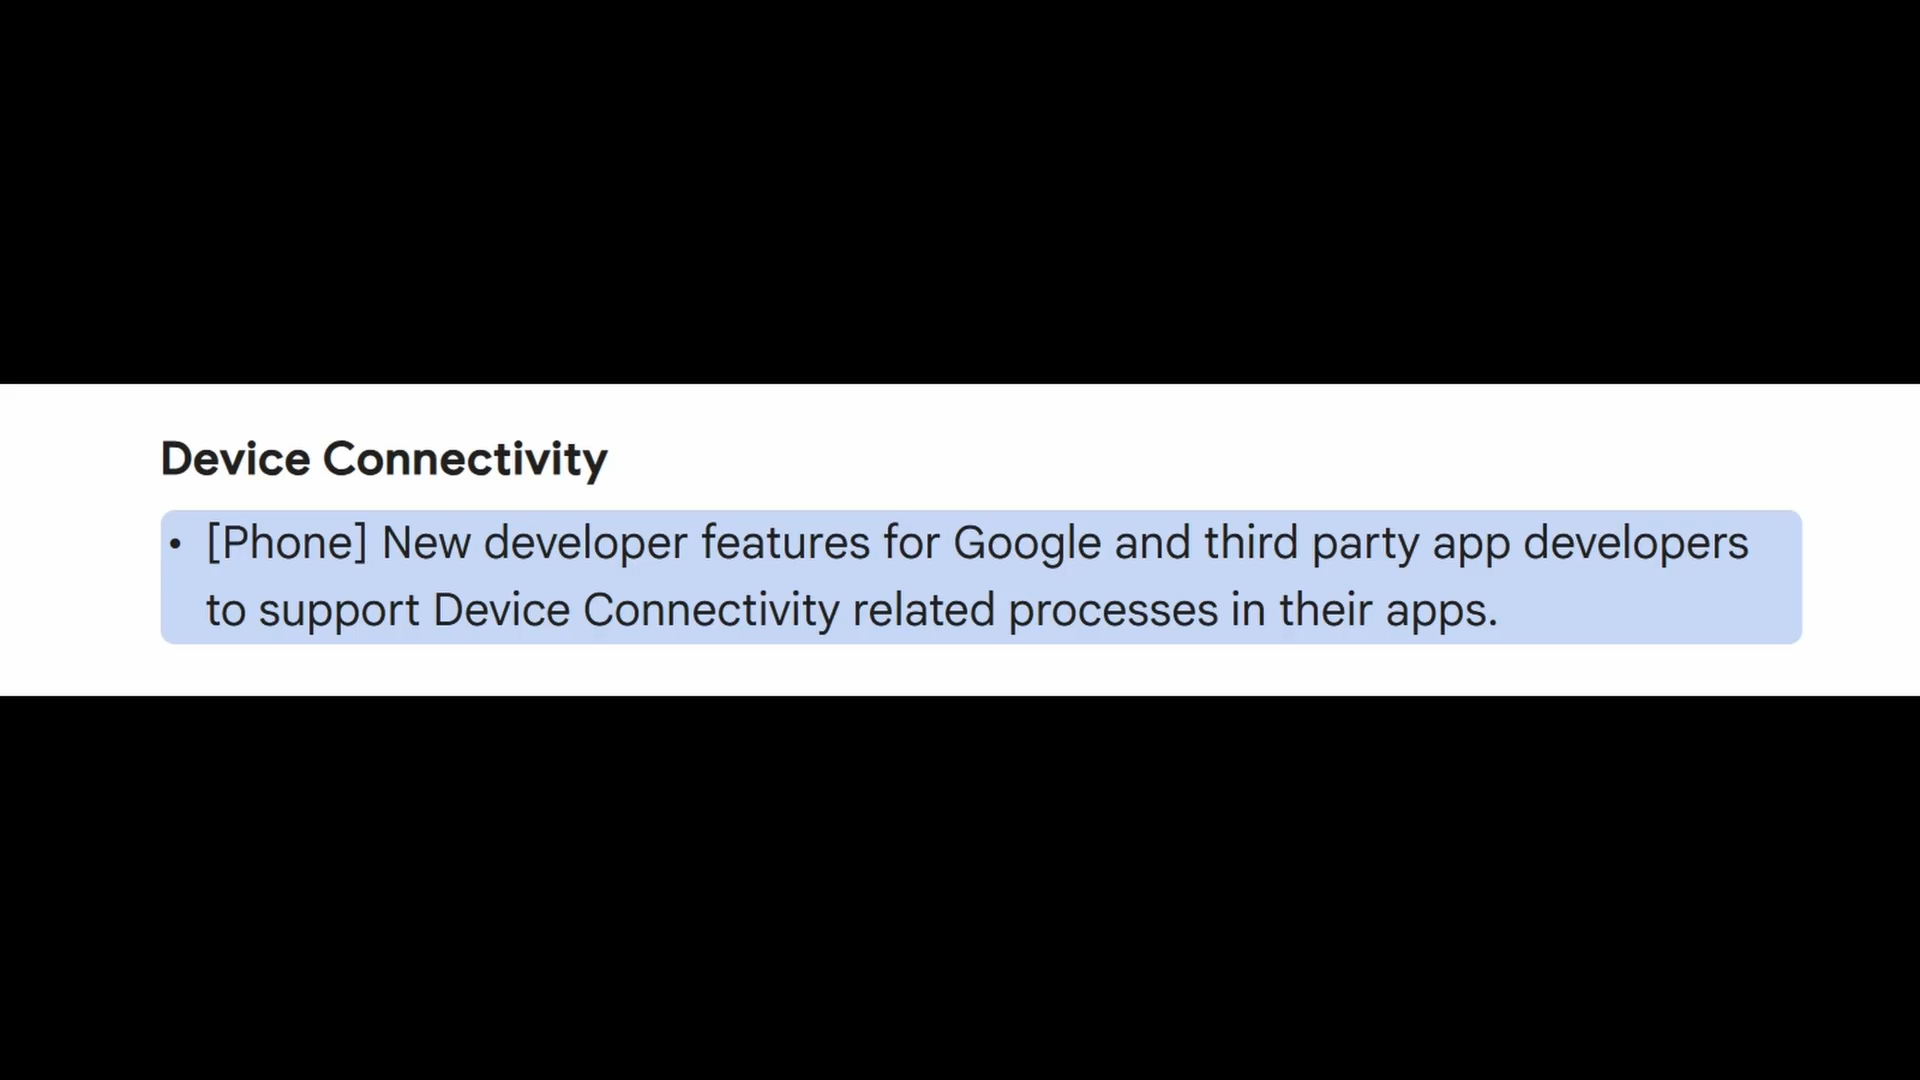 Device Connectivity
• [Phone] New developer features for Google and third party app developers
to support Device Connectivity related processes in their apps.